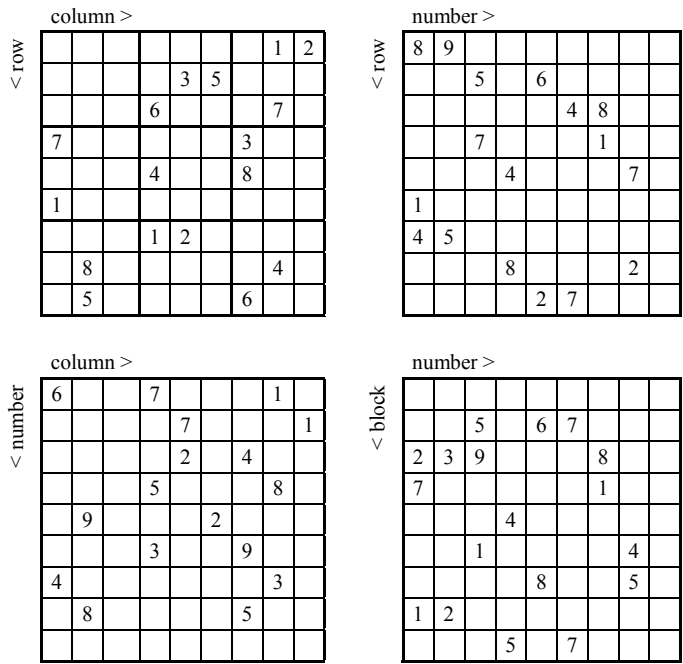 column > number >
< row < row
1 2 8 9
3 5 5 6
6 7 4 8
7 3 7 1
4 8 4 7
1 1
1 2 4 5
8 4 8 2
5 6 2 7
column > number >
< number < block
6 7 1
7 1 5 6 7
2 4 2 3 9 8
5 8 7 1
9 2 4
3 9 1 4
4 3 8 5
8 5 1 2
5 7